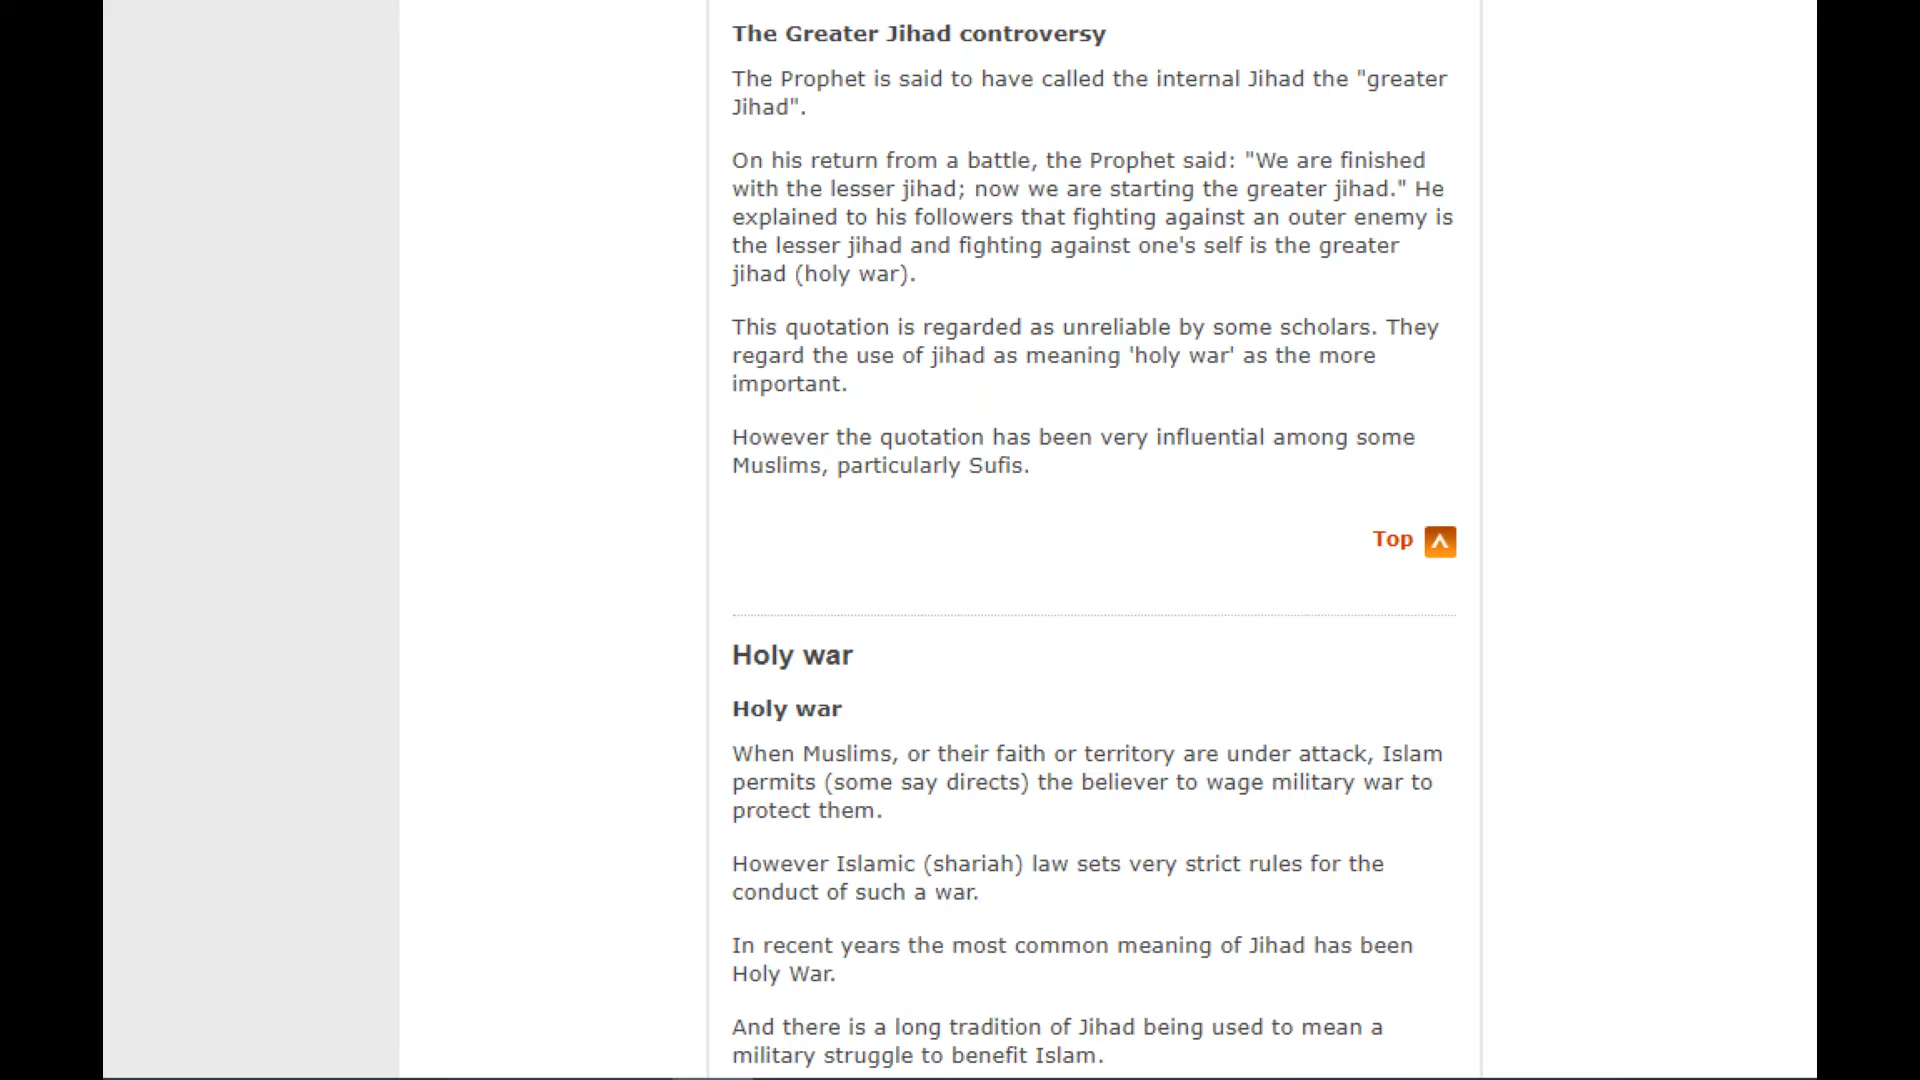 The Greater Jihad controversy
The Prophet is said to have called the internal Jihad the "greater
Jihad".
On his return from a battle, the Prophet said: "We are finished
with the lesser jihad; now we are starting the greater jihad." He
explained to his followers that fighting against an outer enemy is
the lesser jihad and fighting against one's self is the greater
jihad (holy war).
This quotation is regarded as unreliable by some scholars. They
regard the use of jihad as meaning 'holy war' as the more
important.
However the quotation has been very influential among some
Muslims, particularly Sufis.
Top
Holy war
Holy war
When Muslims, or their faith or territory are under attack, Islam
permits (some say directs) the believer to wage military war to
protect them.
However Islamic (shariah) law sets very strict rules for the
conduct of such a war.
In recent years the most common meaning of Jihad has been
Holy War.
And there is a long tradition of Jihad being used to mean a
military struggle to benefit Islam.